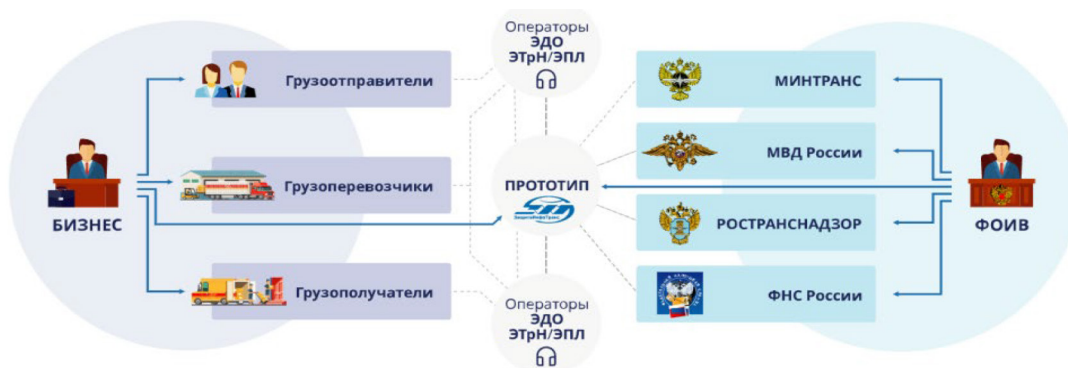 Операторы
ЭДО
ЭТрН/ЭПЛ
Грузоотправители
МИНТРАНС
МВД России
БИЗНЕС
Грузоперевозчики
ПРОТОТИП
ЗащитаИнфоТранс
РОСТРАНСНАДЗОР
ФОИВ
Грузополучатели
ФНС России
Операторы
ЭДО
ЭТрН/ЭПЛ